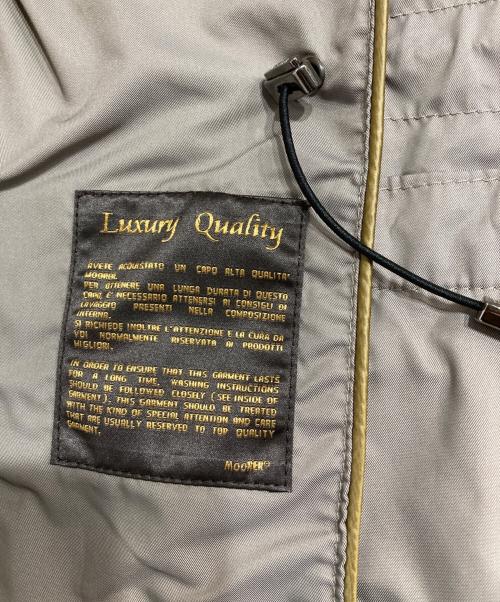 Luxury Quality
AVETE ACQUISTATO UN CAPO ALTA QUALITA'
MOORER.
PER OTTENERE UNA LUNGA DURATA DI QUESTO
CAPO, È NECESSARIO ATTENERSI AI CONSIGLI DI
LAVAGGIO PRESENTI NELLA COMPOSIZIONE
INTERNA.
SI RICHIEDE INOLTRE L'ATTENZIONE E LA CURA DA
VOI NORMALMENTE RISERVATA AI PRODOTTI
MIGLIORI.
IN ORDER TO ENSURE THAT THIS GARMENT LASTS
FOR A LONG TIME, WASHING INSTRUCTIONS
SHOULD BE FOLLOWED CLOSELY (SEE INSIDE OF
GARMENT). THIS GARMENT SHOULD BE TREATED
WITH THE KIND OF SPECIAL ATTENTION AND CARE
THAT ARE USUALLY RESERVED TO TOP QUALITY
GARMENT.
MOORER®